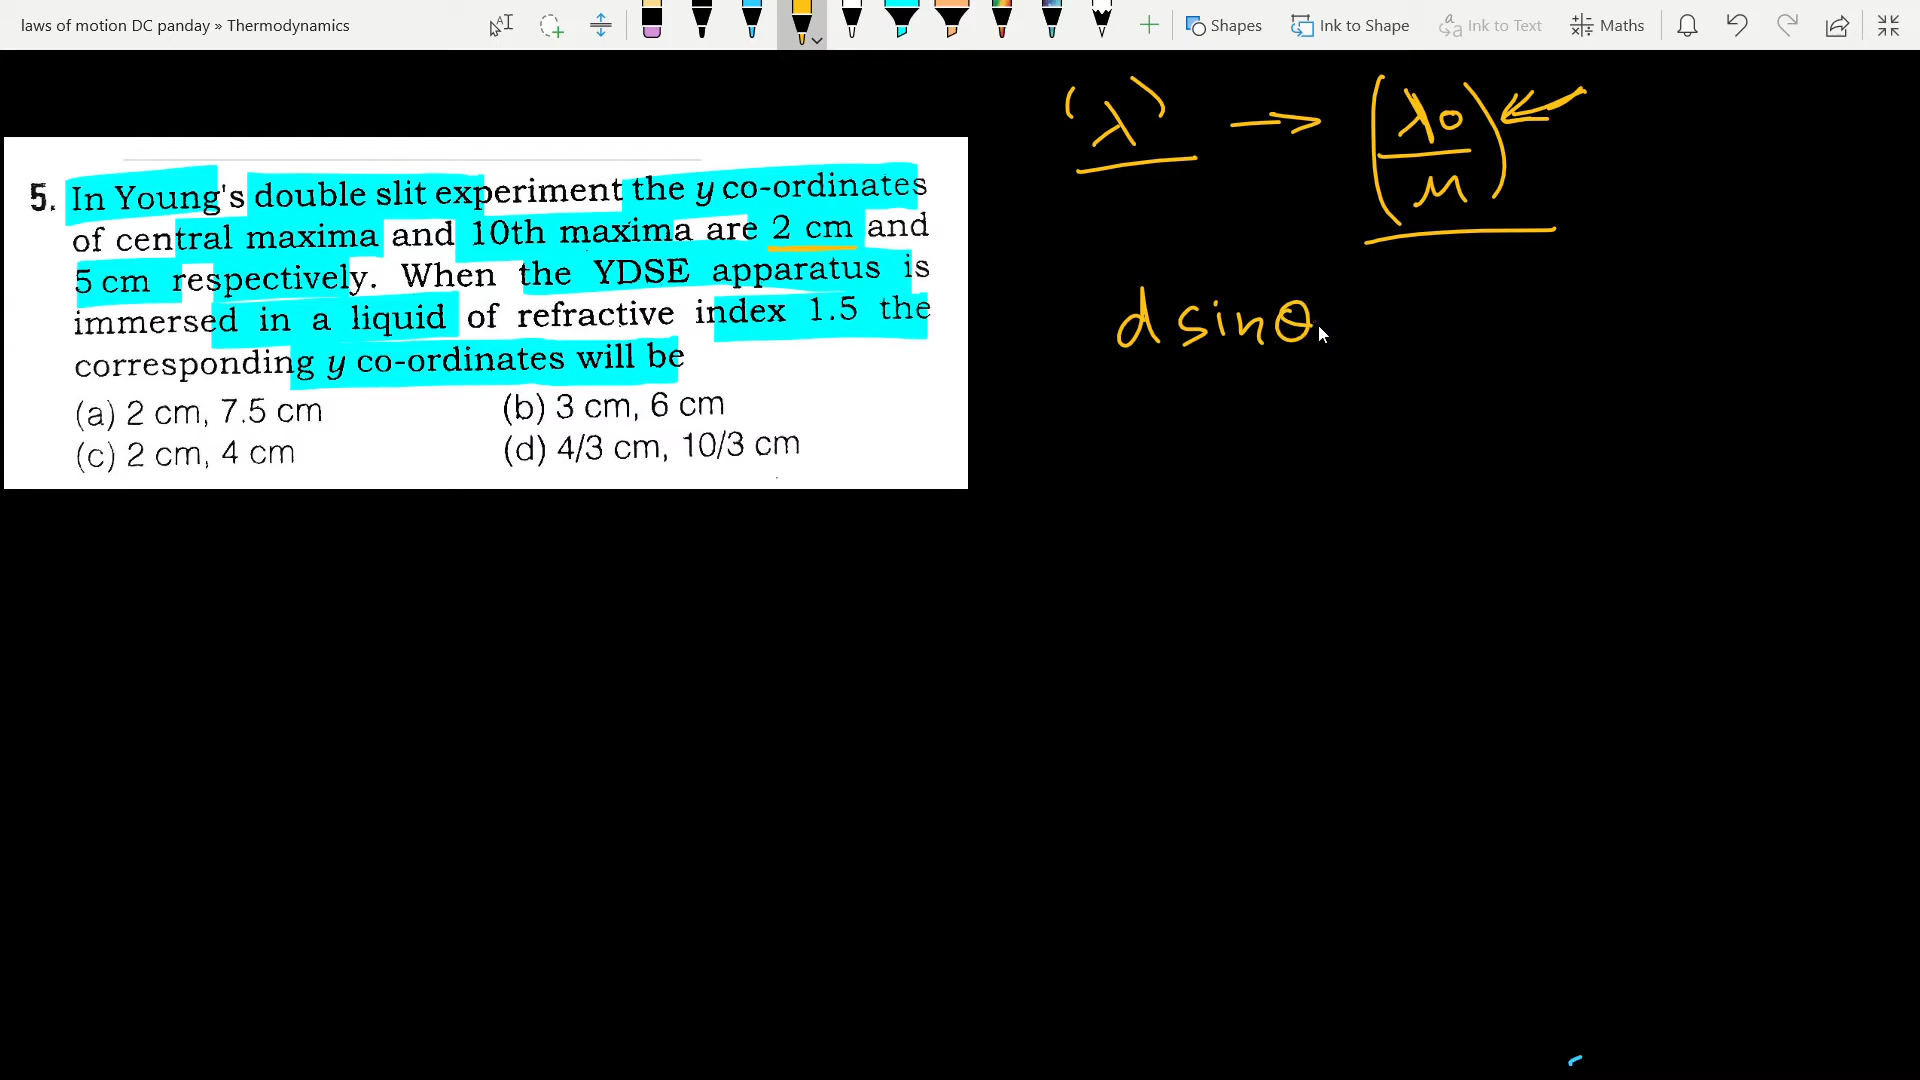 laws of motion DC panday » Thermodynamics
Shapes
Ink to Shape
Ink to Text
Maths
5. In Young's double slit experiment the y co-ordinates
of central maxima and 10th maxima are 2 cm and
5 cm respectively. When the YDSE apparatus is
immersed in a liquid of refractive index 1.5 the
corresponding y co-ordinates will be
(a) 2 cm, 7.5 cm (b) 3 cm, 6 cm
(c) 2 cm, 4 cm (d) 4/3 cm, 10/3 cm
'λ' → (λ0/μ)
d sinθ